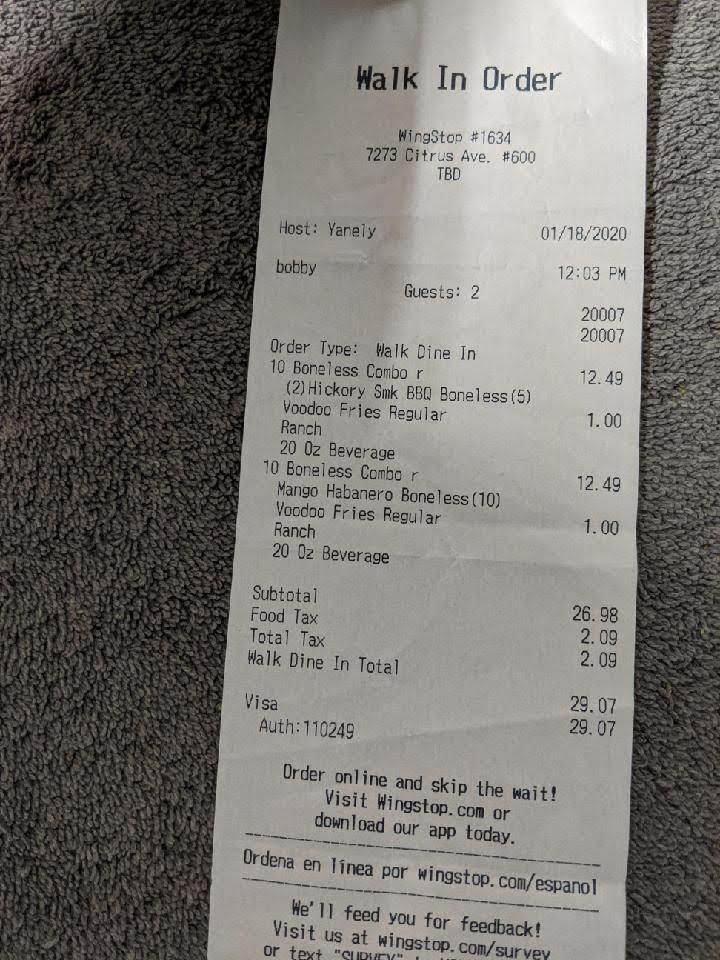 Walk In Order
WingStop #1634
7273 Citrus Ave. #600
TBD
Host: Yanely 01/18/2020
bobby 12:03 PM
Guests: 2
20007
20007
Order Type: Walk Dine In
10 Boneless Combo r 12.49
(2)Hickory Smk BBQ Boneless(5)
Voodoo Fries Regular 1.00
Ranch
20 Oz Beverage
10 Boneless Combo r 12.49
Mango Habanero Boneless(10)
Voodoo Fries Regular 1.00
Ranch
20 Oz Beverage
Subtotal 26.98
Food Tax 2.09
Total Tax 2.09
Walk Dine In Total 29.07
Visa 29.07
Auth:110249
Order online and skip the wait!
Visit Wingstop.com or
download our app today.
Ordena en línea por wingstop.com/espanol
We'll feed you for feedback!
Visit us at wingstop.com/survey
or text "SURVEY"